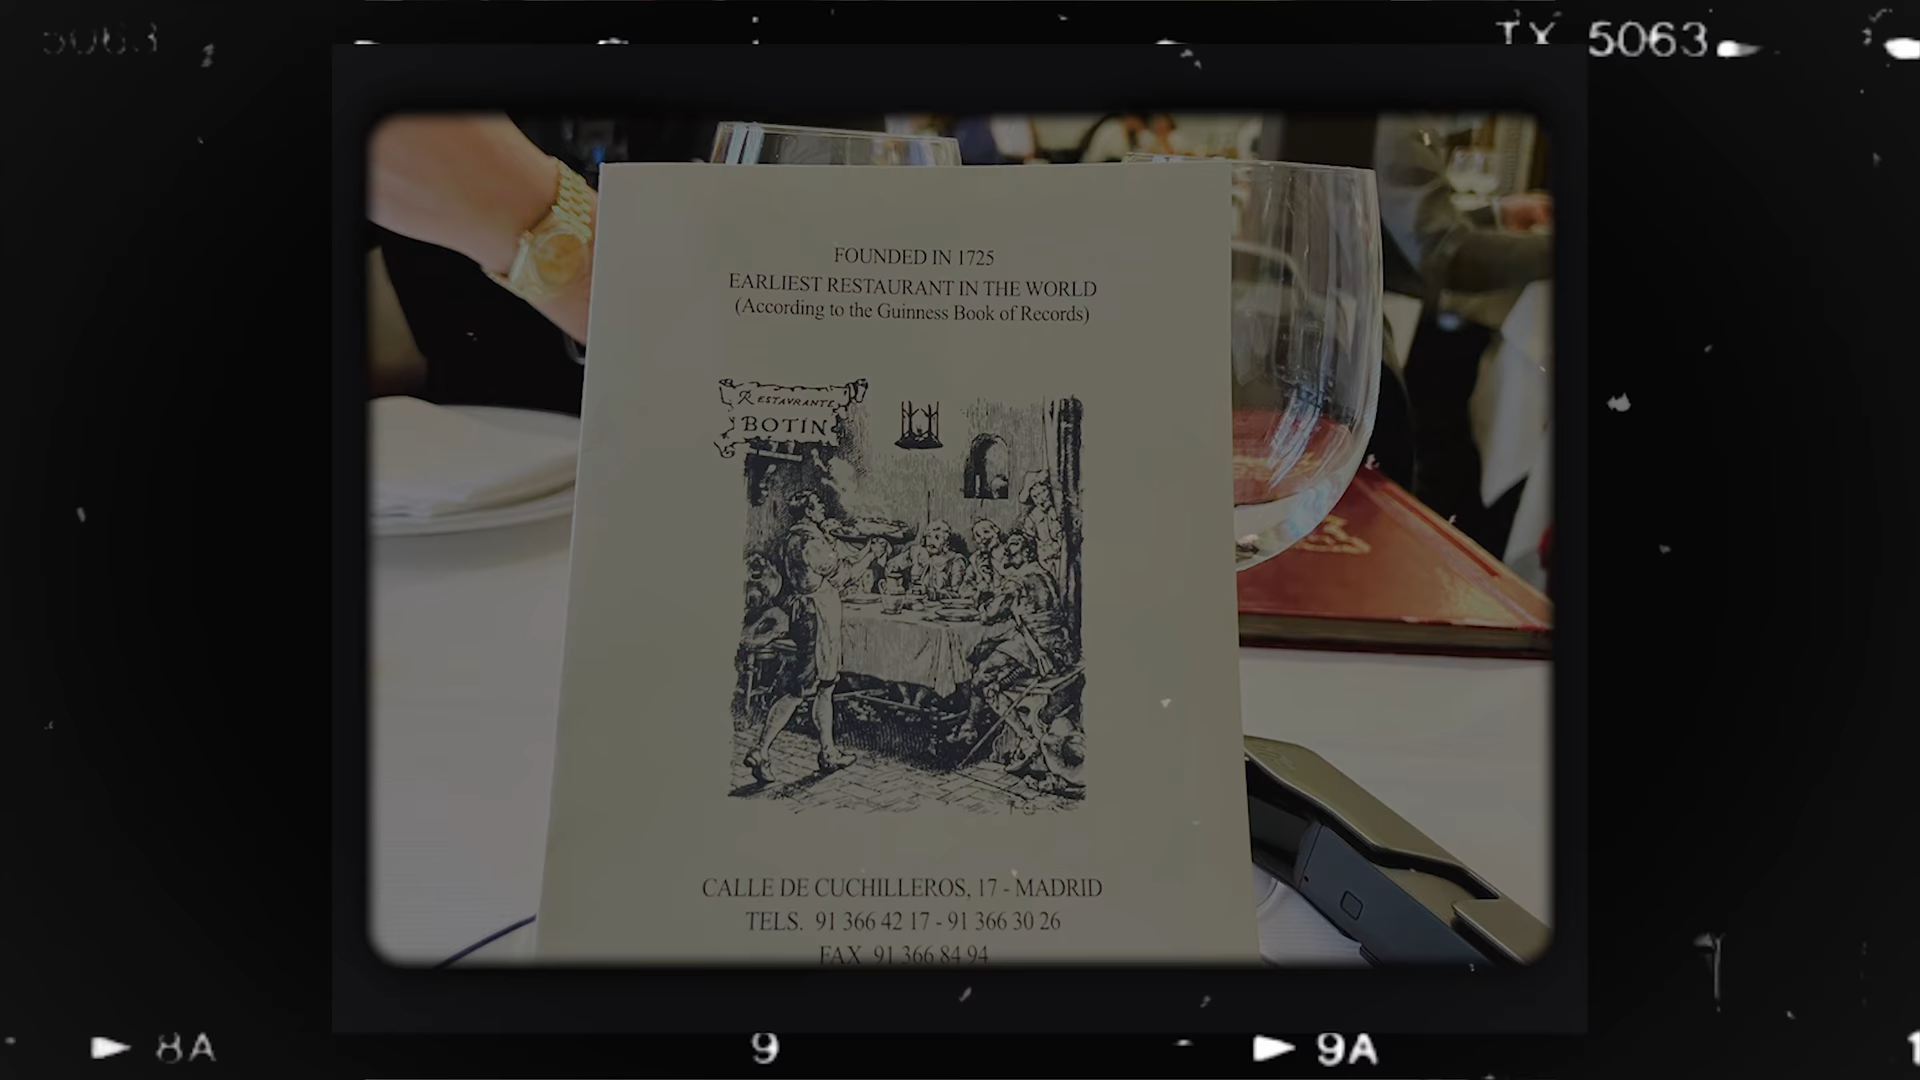 5063
TX 5063
FOUNDED IN 1725
EARLIEST RESTAURANT IN THE WORLD
(According to the Guinness Book of Records)
RESTAVRANTE
BOTIN
CALLE DE CUCHILLEROS, 17 - MADRID
TELS. 91 366 42 17 - 91 366 30 26
FAX 91 366 84 94
8A
9
9A